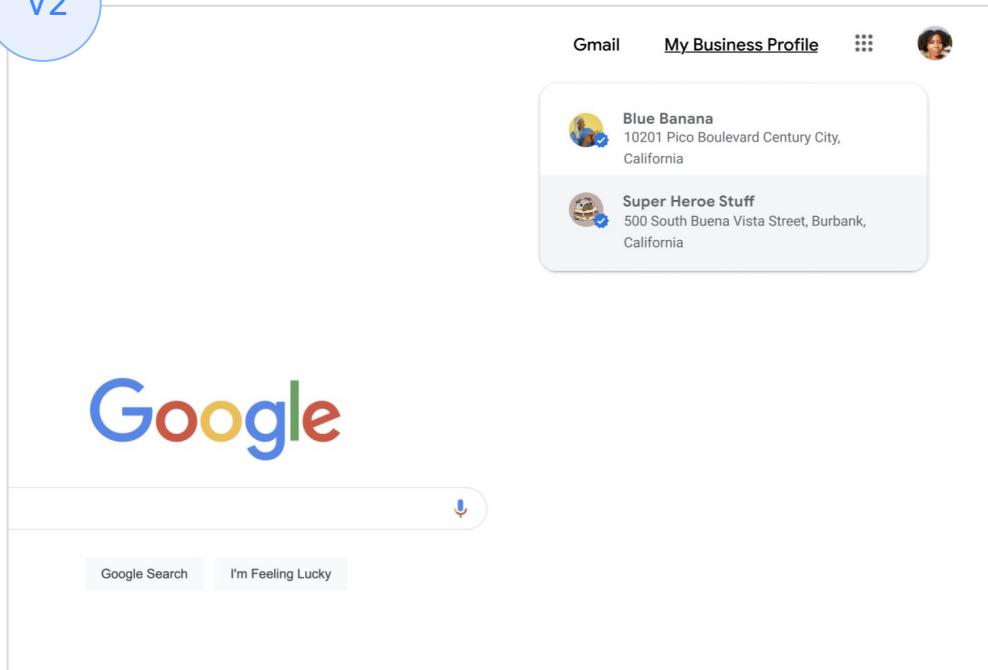 V2
Gmail My Business Profile
Blue Banana
10201 Pico Boulevard Century City,
California
Super Heroe Stuff
500 South Buena Vista Street, Burbank,
California
Google
Google Search I'm Feeling Lucky